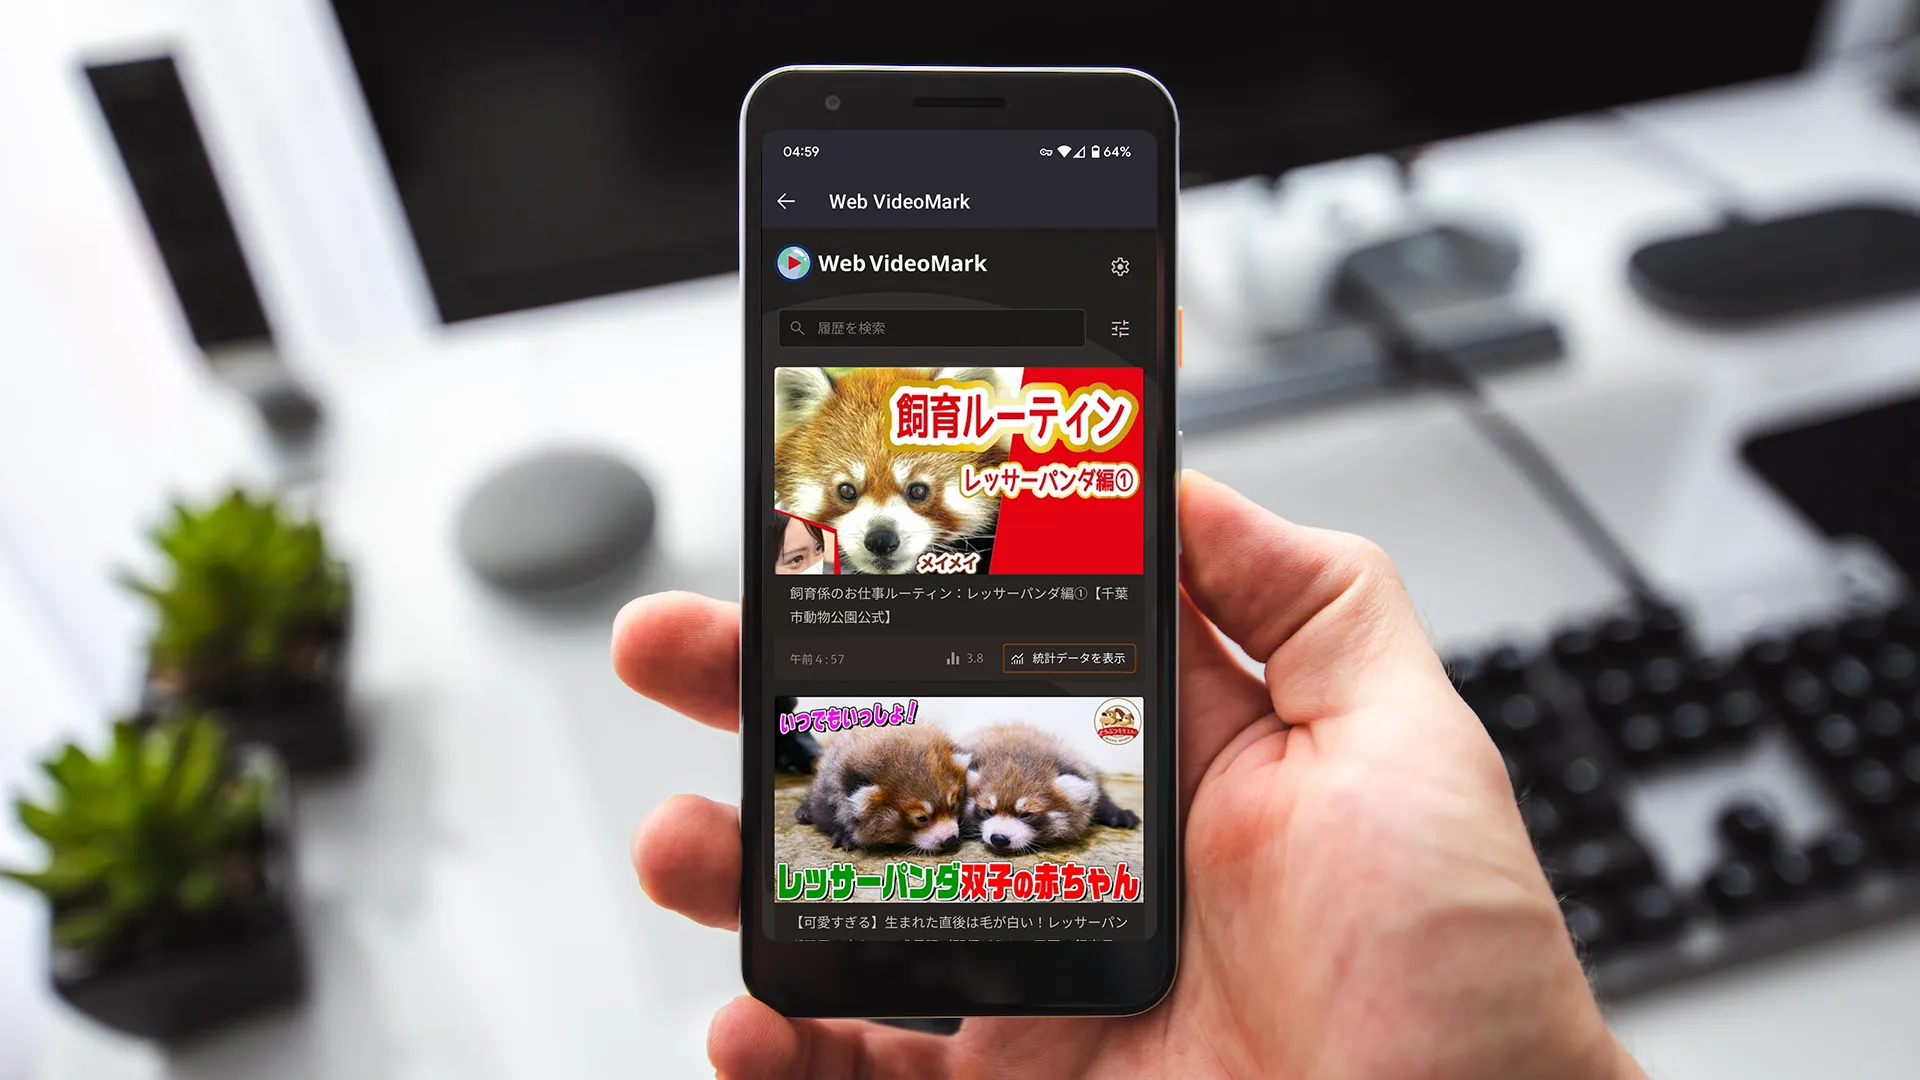 04:59
64%
Web VideoMark
Web VideoMark
履歴を検索
飼育ルーティン
レッサーパンダ編①
メイメイ
飼育係のお仕事ルーティン：レッサーパンダ編①【千葉
市動物公園公式】
午前4:57
3.8
統計データを表示
いつでもいっしょ!
レッサーパンダ双子の赤ちゃん
【可愛すぎる】生まれた直後は毛が白い！レッサーパン